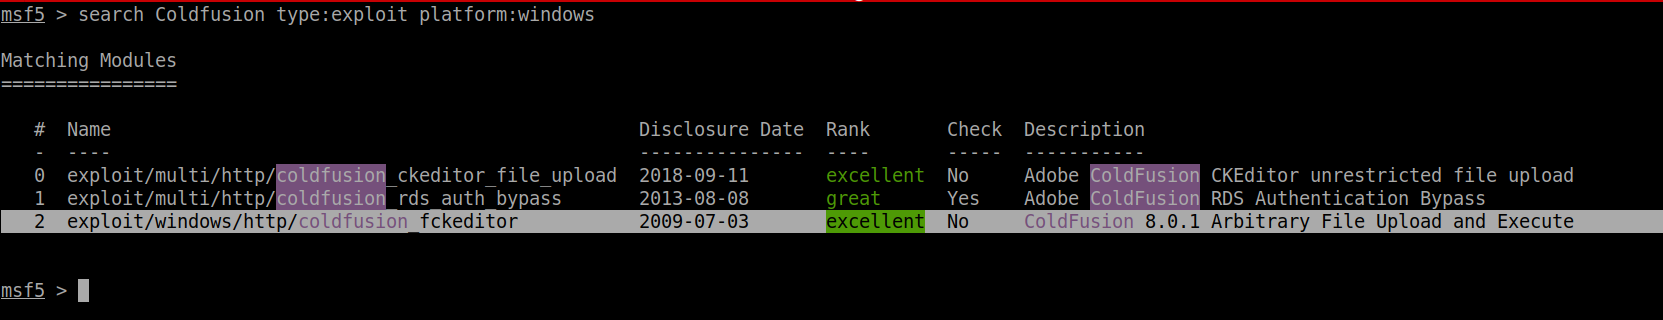 msf5 > search Coldfusion type:exploit platform:windows
Matching Modules
================
#  Name                                          Disclosure Date  Rank       Check  Description
-  ----                                          ---------------  ----       -----  -----------
0  exploit/multi/http/coldfusion_ckeditor_file_upload  2018-09-11       excellent  No     Adobe ColdFusion CKEditor unrestricted file upload
1  exploit/multi/http/coldfusion_rds_auth_bypass       2013-08-08       great      Yes    Adobe ColdFusion RDS Authentication Bypass
2  exploit/windows/http/coldfusion_fckeditor           2009-07-03       excellent  No     ColdFusion 8.0.1 Arbitrary File Upload and Execute
msf5 >